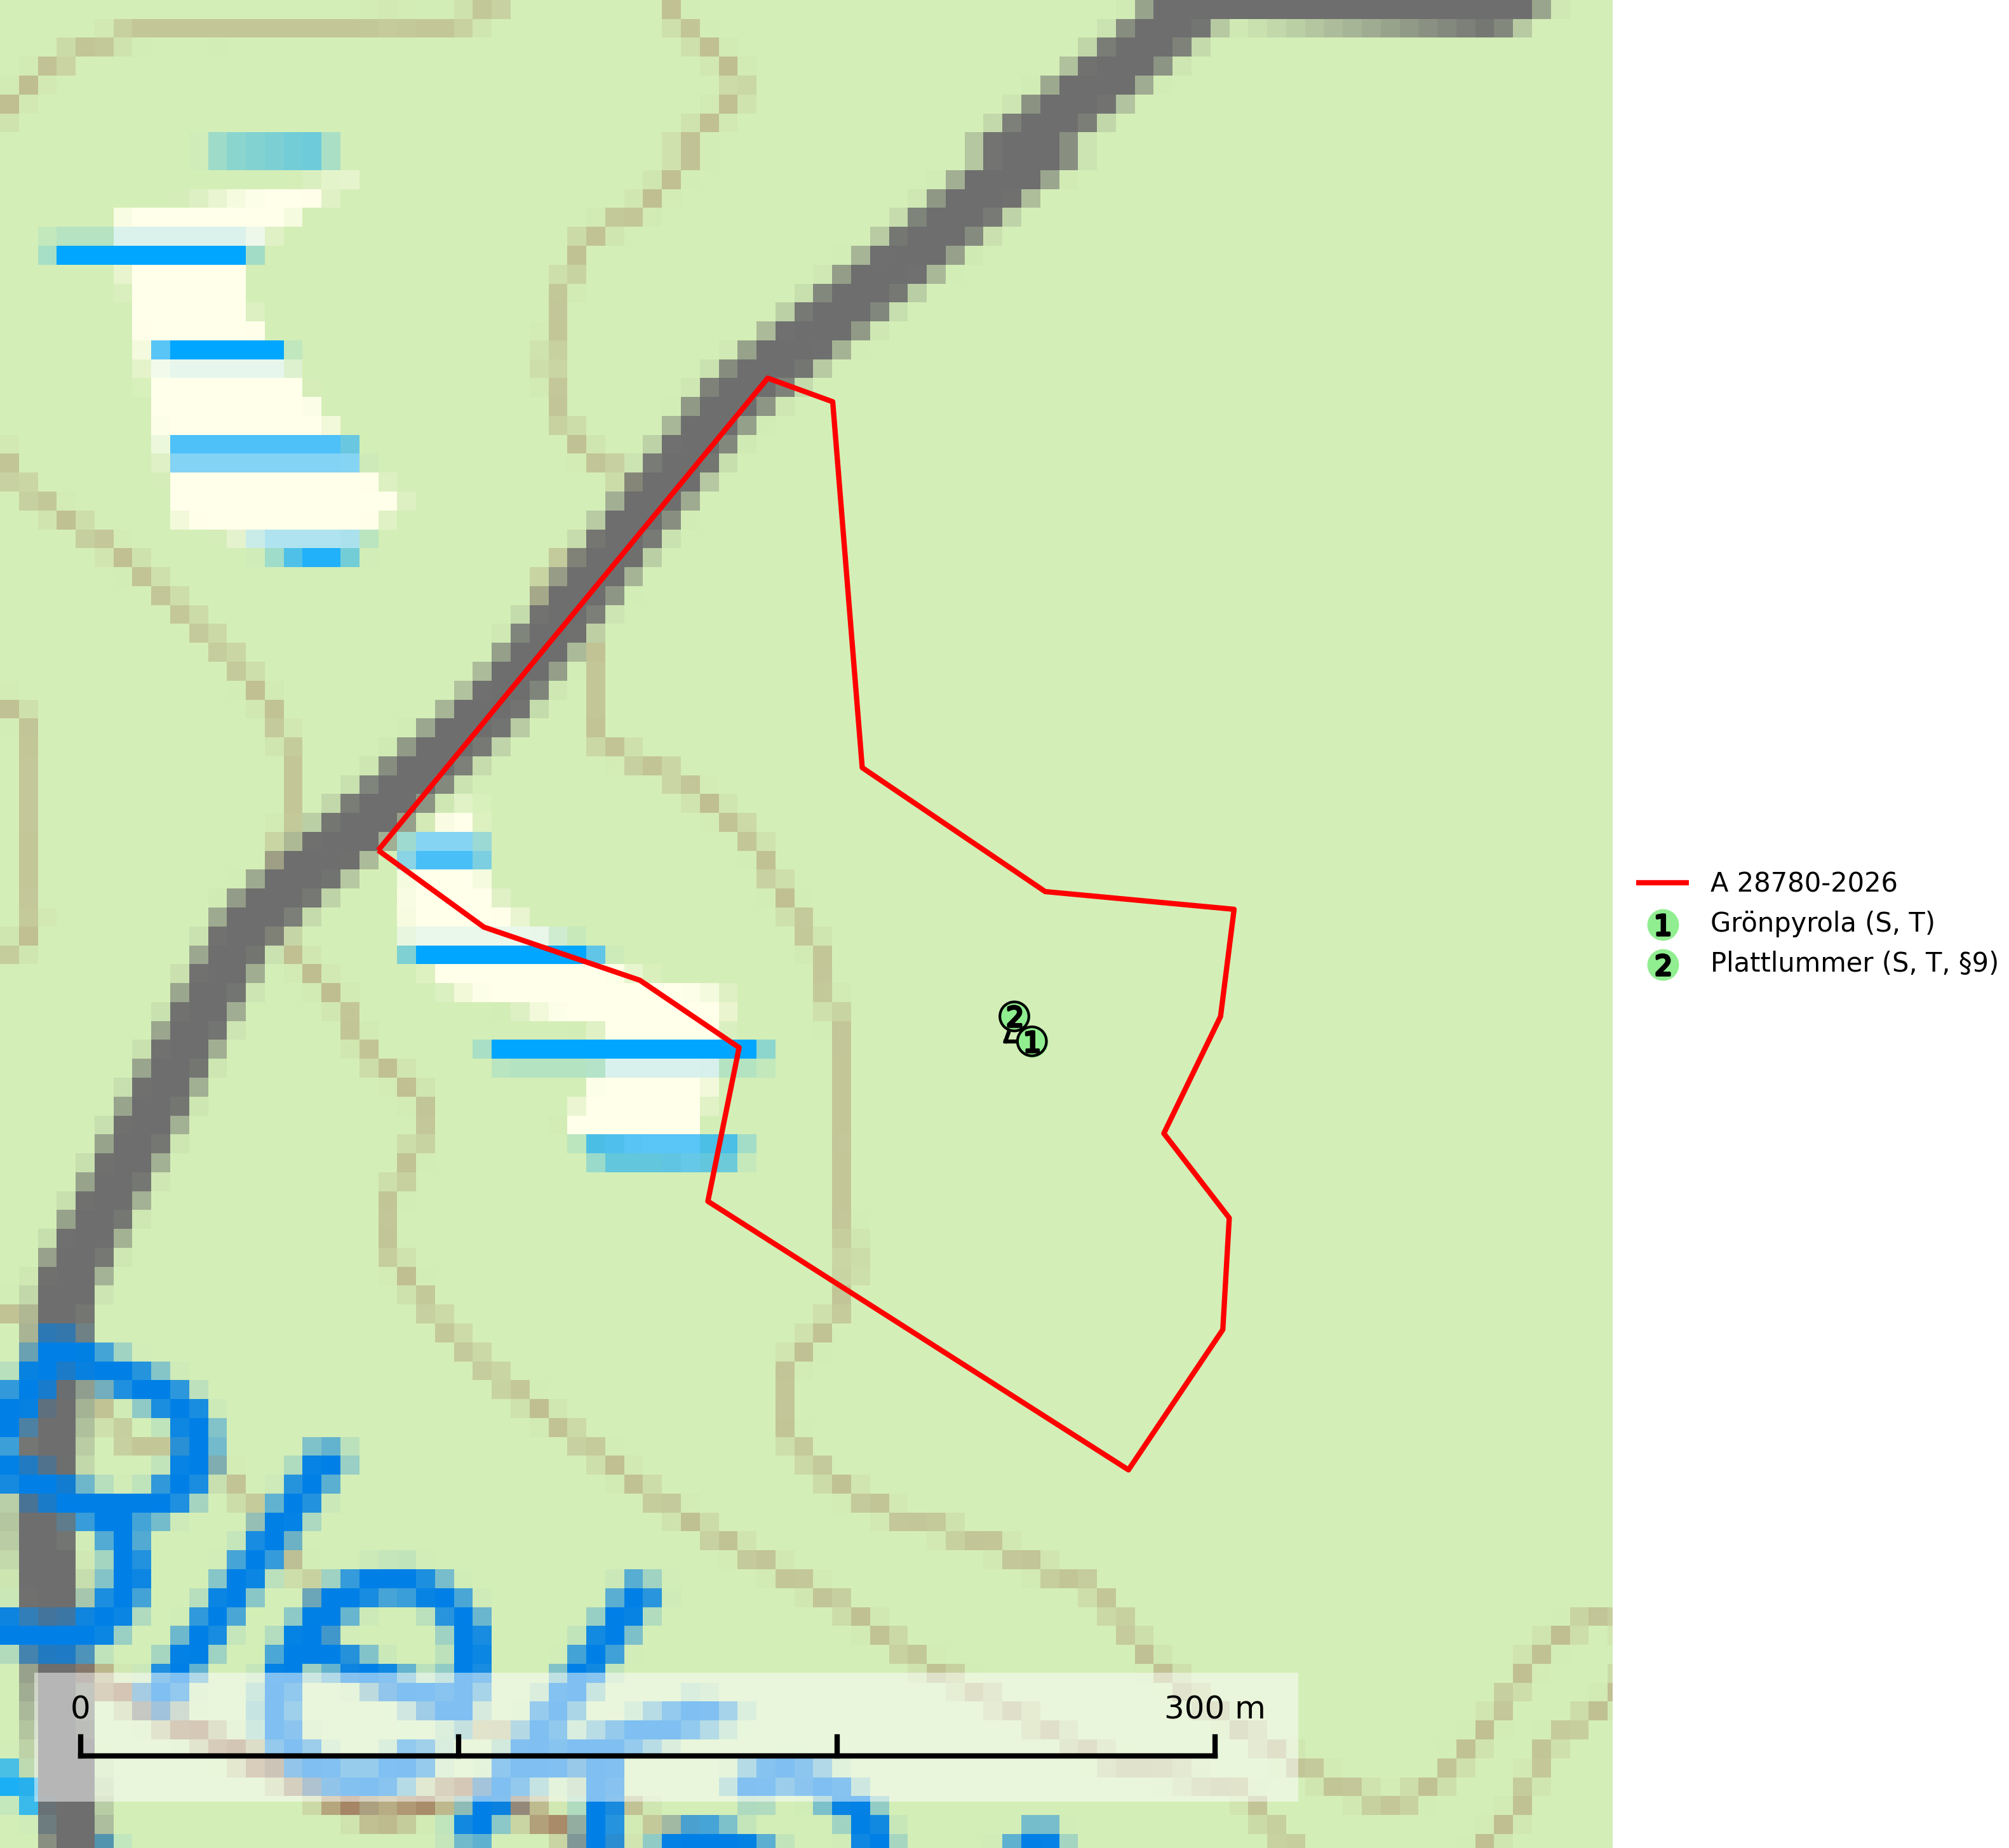 A 28780-2026
1 Grönpyrola (S, T)
2 Plattlummer (S, T, §9)
2
1
0 300 m